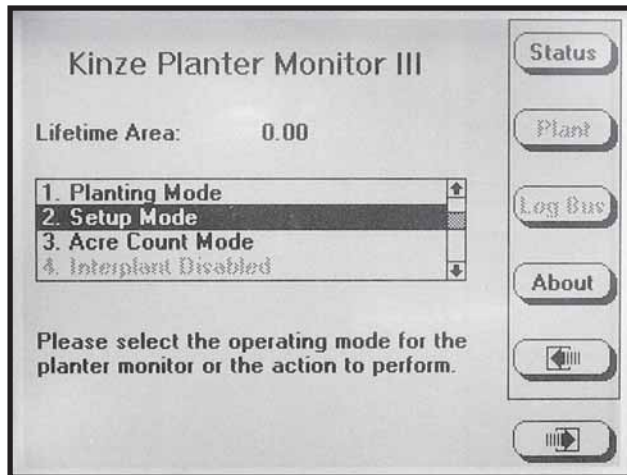 Kinze Planter Monitor III
Lifetime Area: 0.00
1. Planting Mode
2. Setup Mode
3. Acre Count Mode
4. Interplant Disabled
Please select the operating mode for the
planter monitor or the action to perform.
Status
Plant
Log Bus
About